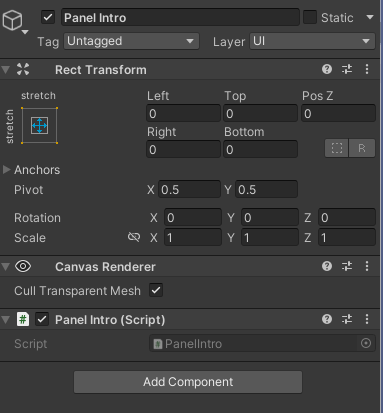 Panel Intro Static
Tag Untagged Layer UI
Rect Transform
stretch
stretch
Left Top Pos Z
0 0 0
Right Bottom
0 0 R
Anchors
Pivot X 0.5 Y 0.5
Rotation X 0 Y 0 Z 0
Scale X 1 Y 1 Z 1
Canvas Renderer
Cull Transparent Mesh
# Panel Intro (Script)
Script # PanelIntro
Add Component